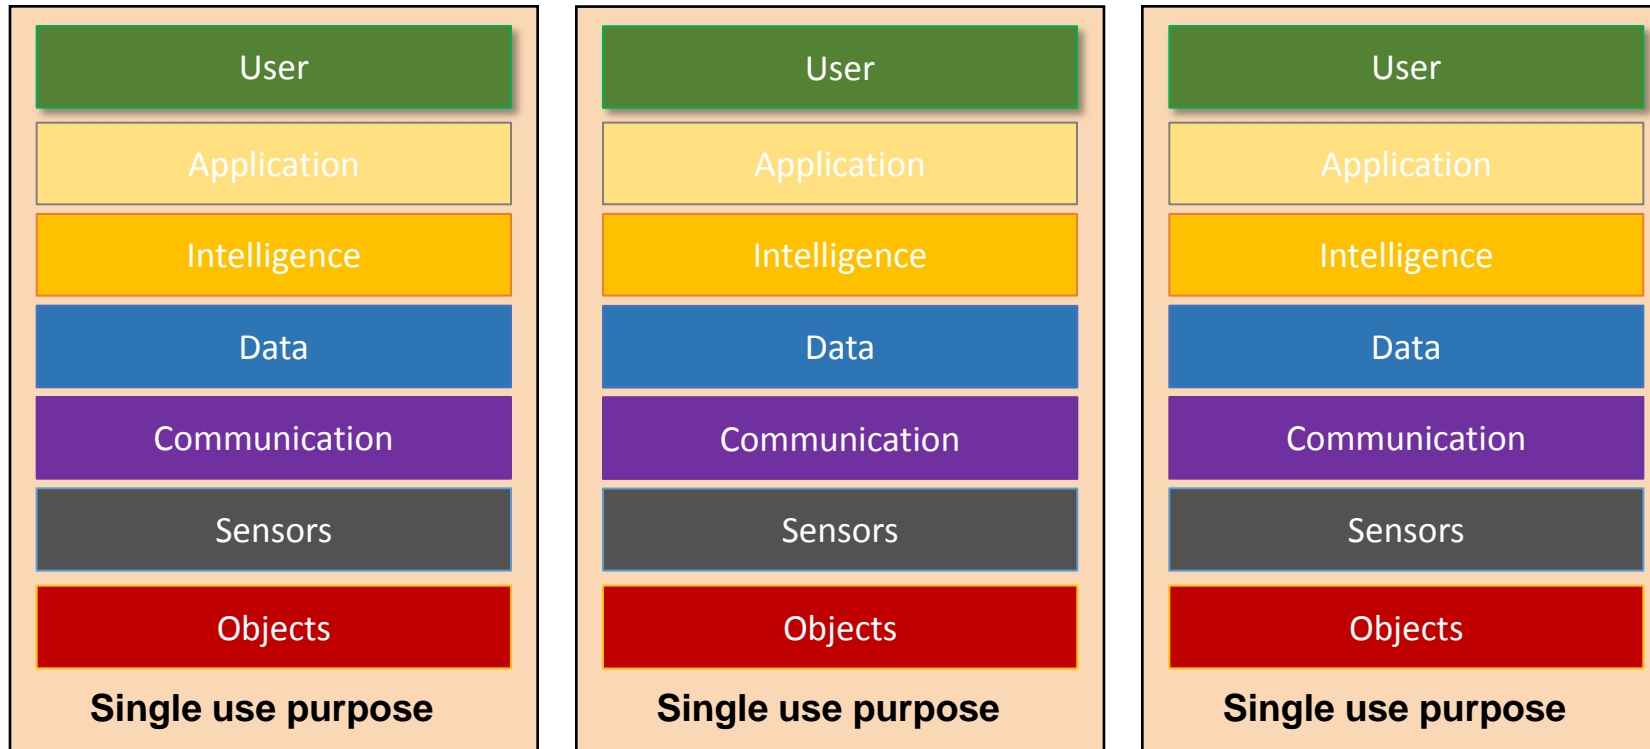 User
Application
Intelligence
Data
Communication
Sensors
Objects
Single use purpose
User
Application
Intelligence
Data
Communication
Sensors
Objects
Single use purpose
User
Application
Intelligence
Data
Communication
Sensors
Objects
Single use purpose